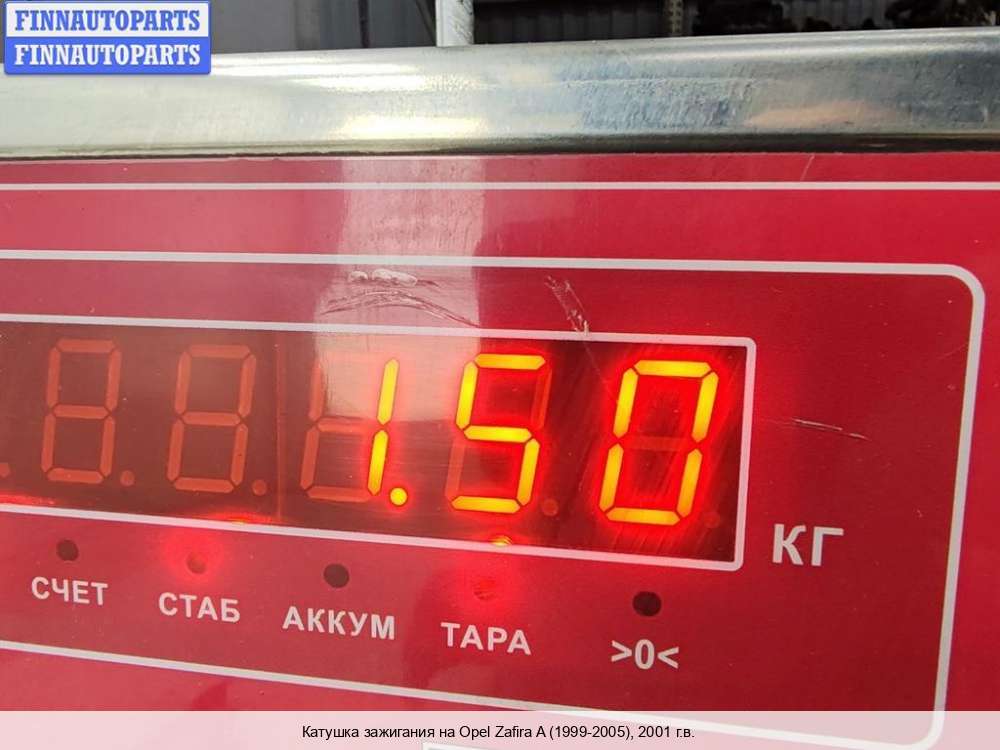 FINNAUTOPARTS
FINNAUTOPARTS
1.50
КГ
СЧЕТ СТАБ АККУМ ТАРА >0<
Катушка зажигания на Opel Zafira A (1999-2005), 2001 г.в.